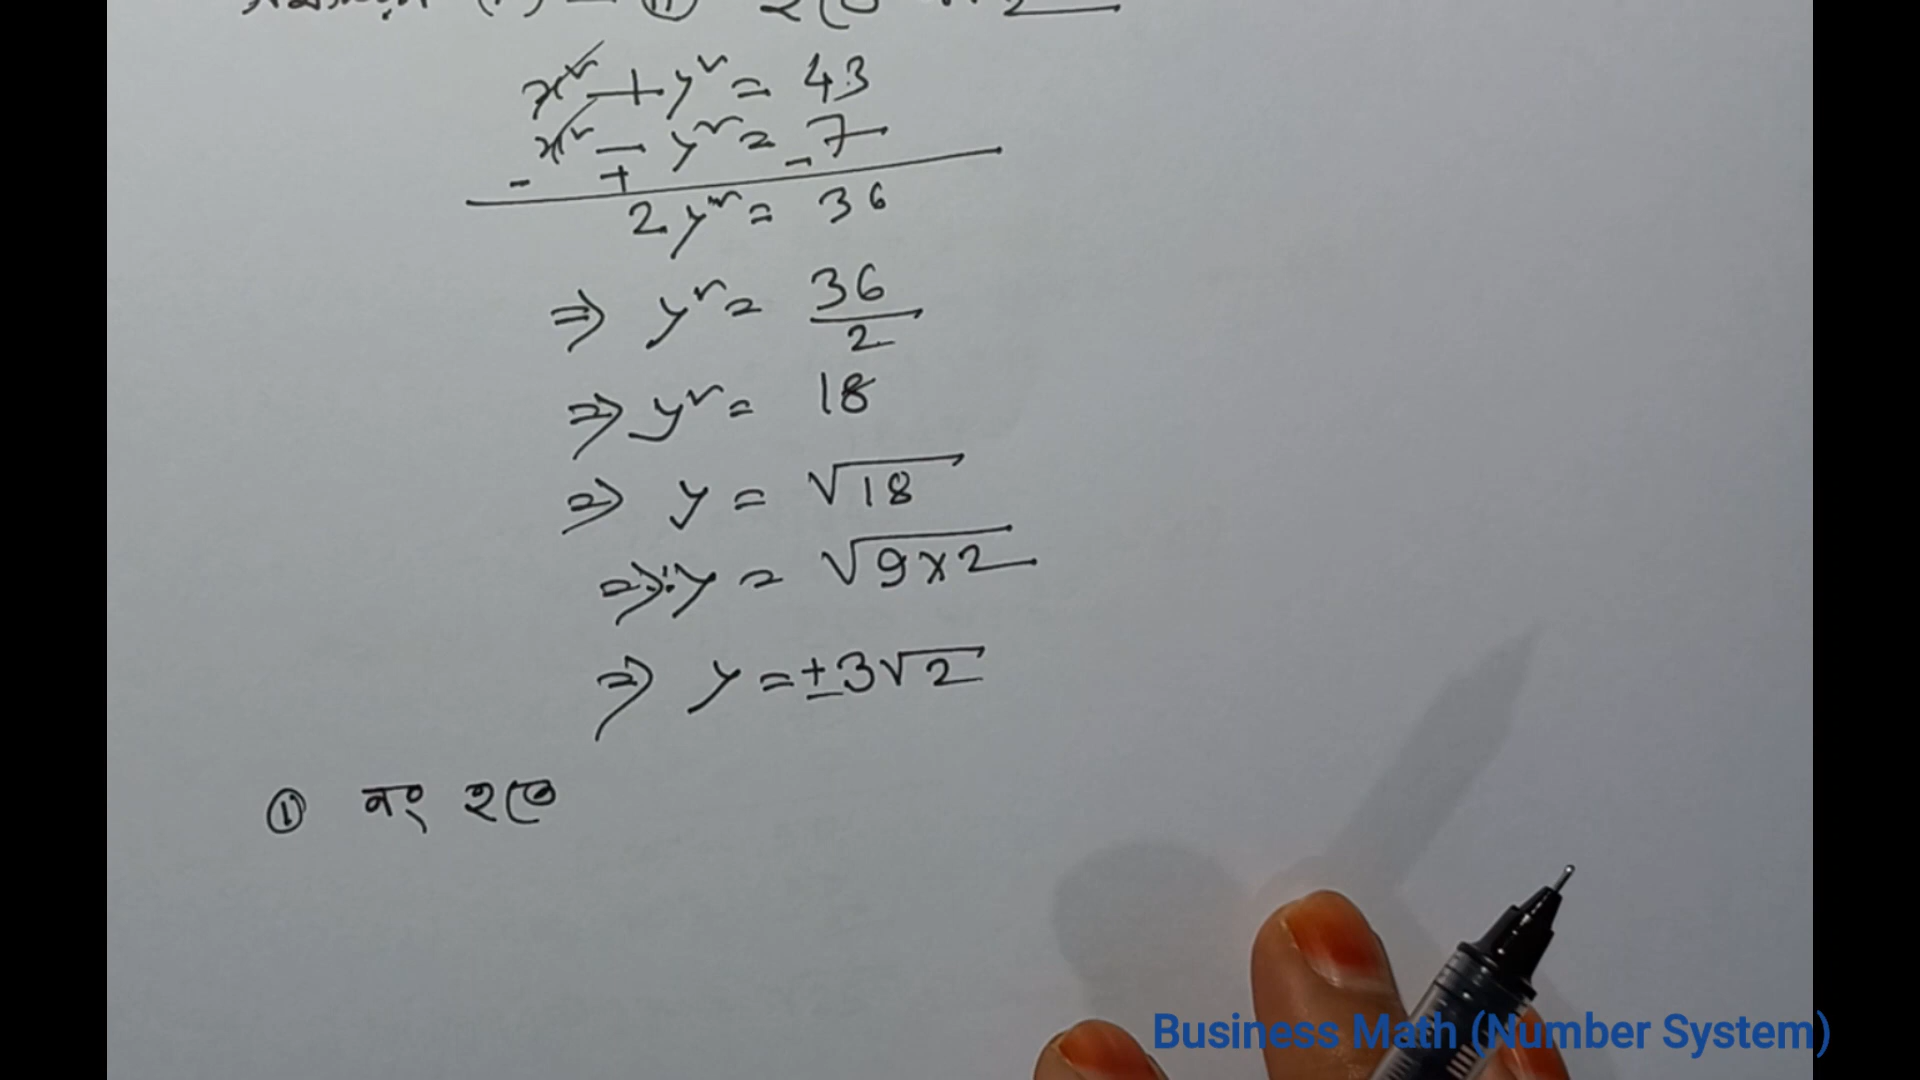 x² + y² = 43
x² - y² = 7
- + -
2y² = 36
⇒ y² = 36/2
⇒ y² = 18
⇒ y = √18
⇒ ∴ y = √9×2
⇒ y = ±3√2
① নং হতে
Business Math (Number System)